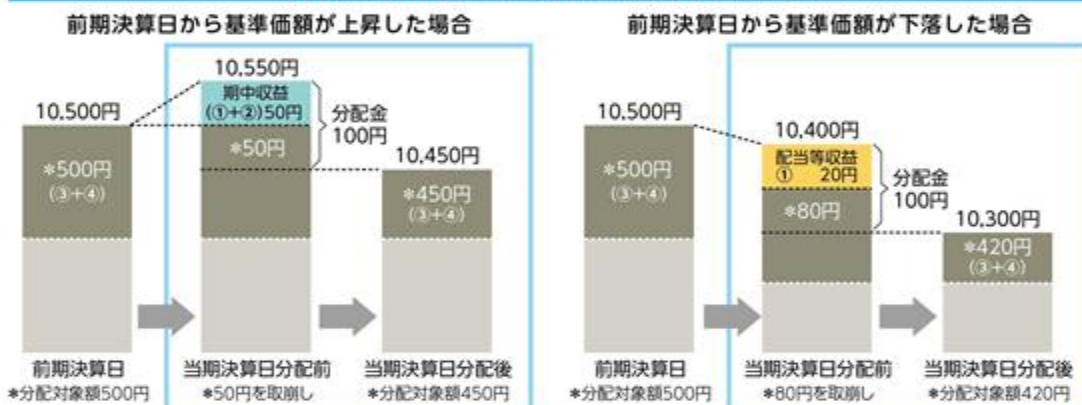 前期決算日から基準価額が上昇した場合
10,550円
期中収益
(①+②)50円
10,500円
分配金
100円
*50円
10,450円
*500円
(③+④)
*450円
(③+④)
前期決算日
当期決算日分配前
当期決算日分配後
*分配対象額500円
*50円を取崩し
*分配対象額450円
前期決算日から基準価額が下落した場合
10,500円
10,400円
配当等収益
① 20円
分配金
100円
*500円
(③+④)
*80円
10,300円
*420円
(③+④)
前期決算日
当期決算日分配前
当期決算日分配後
*分配対象額500円
*80円を取崩し
*分配対象額420円